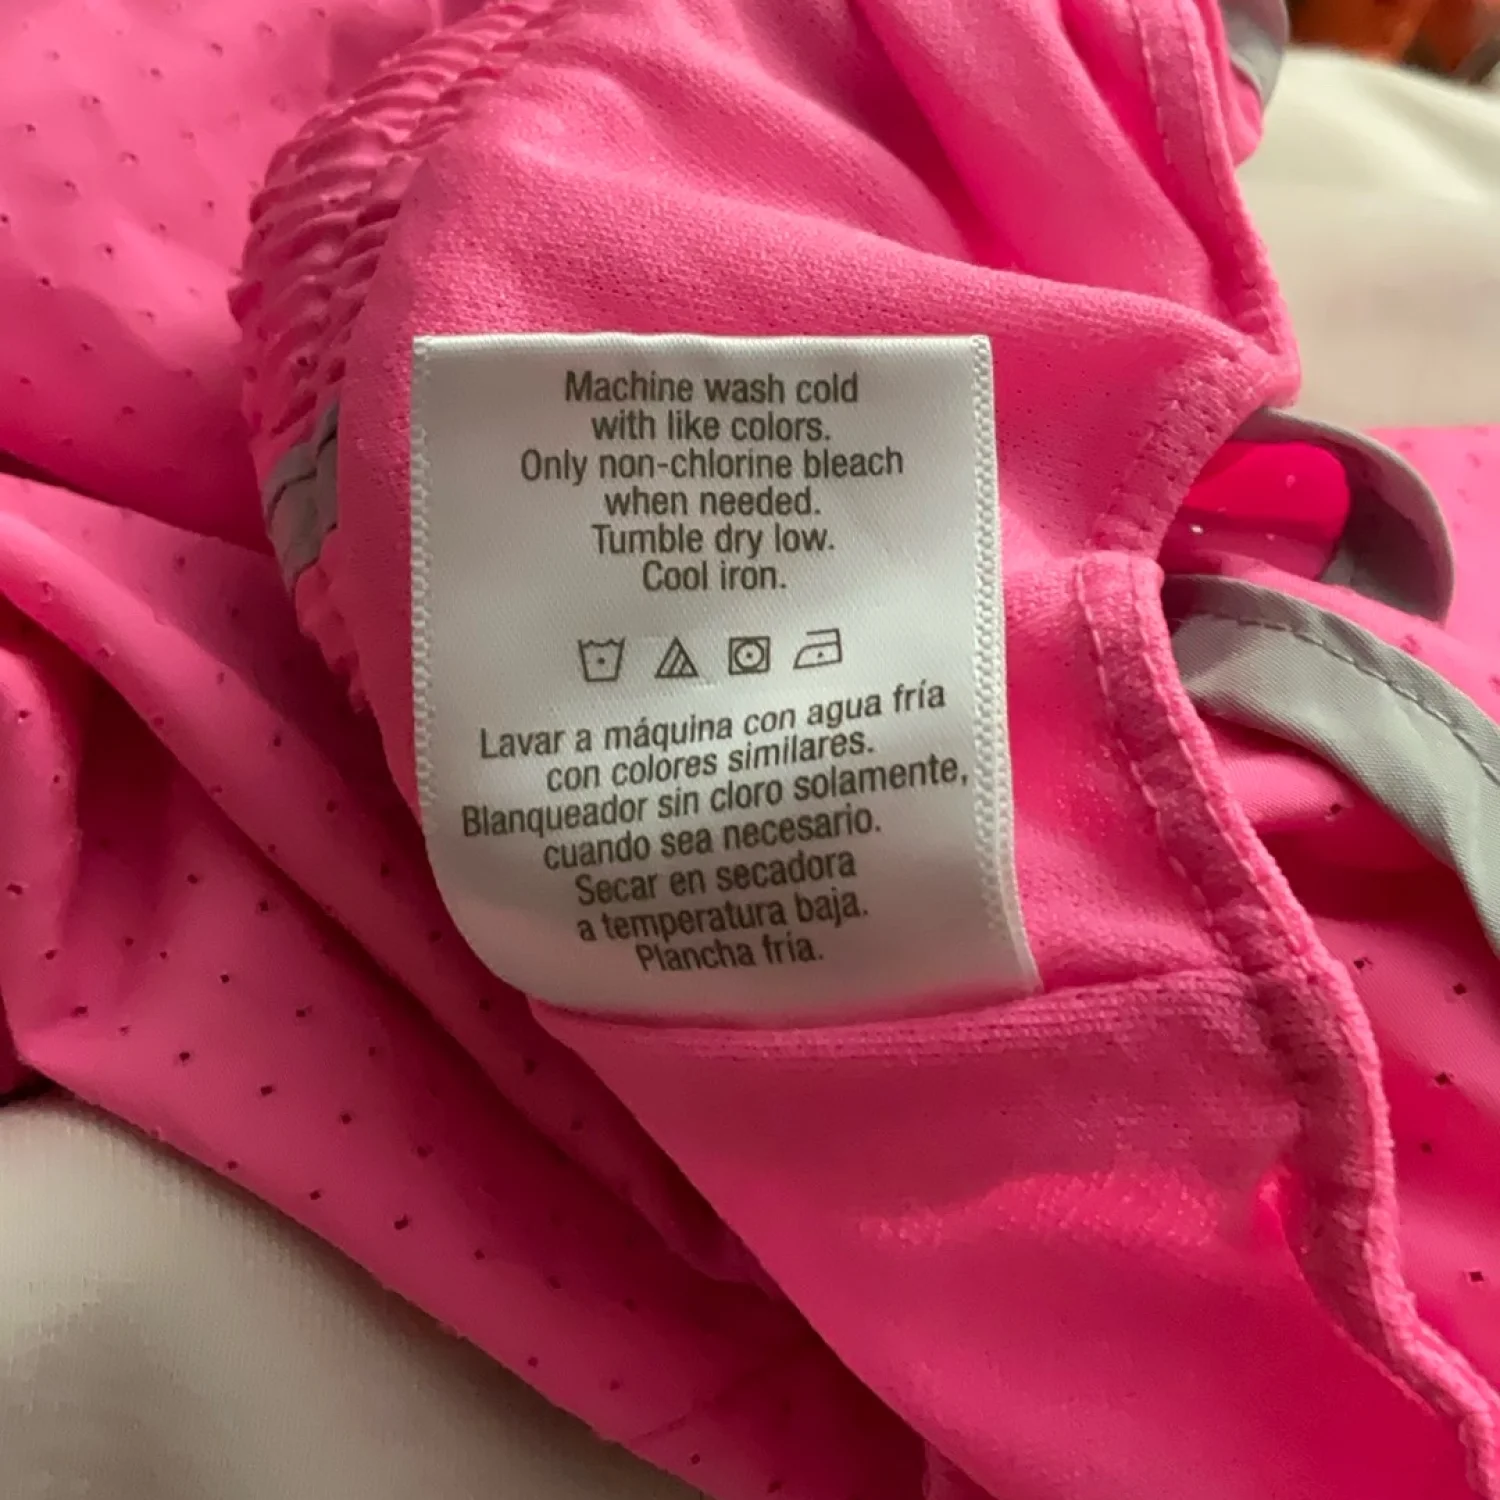 Machine wash cold
with like colors.
Only non-chlorine bleach
when needed.
Tumble dry low.
Cool iron.
Lavar a máquina con agua fría
con colores similares.
Blanqueador sin cloro solamente,
cuando sea necesario.
Secar en secadora
a temperatura baja.
Plancha fría.